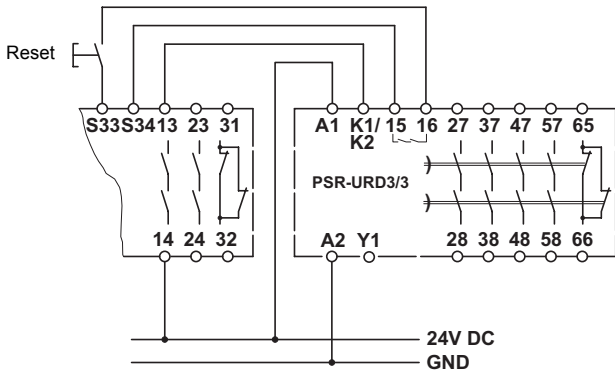 Reset
S33 S34 13 23 31
A1 K1/ 15 16 27 37 47 57 65
K2
PSR-URD3/3
14 24 32
A2 Y1 28 38 48 58 66
24V DC
GND